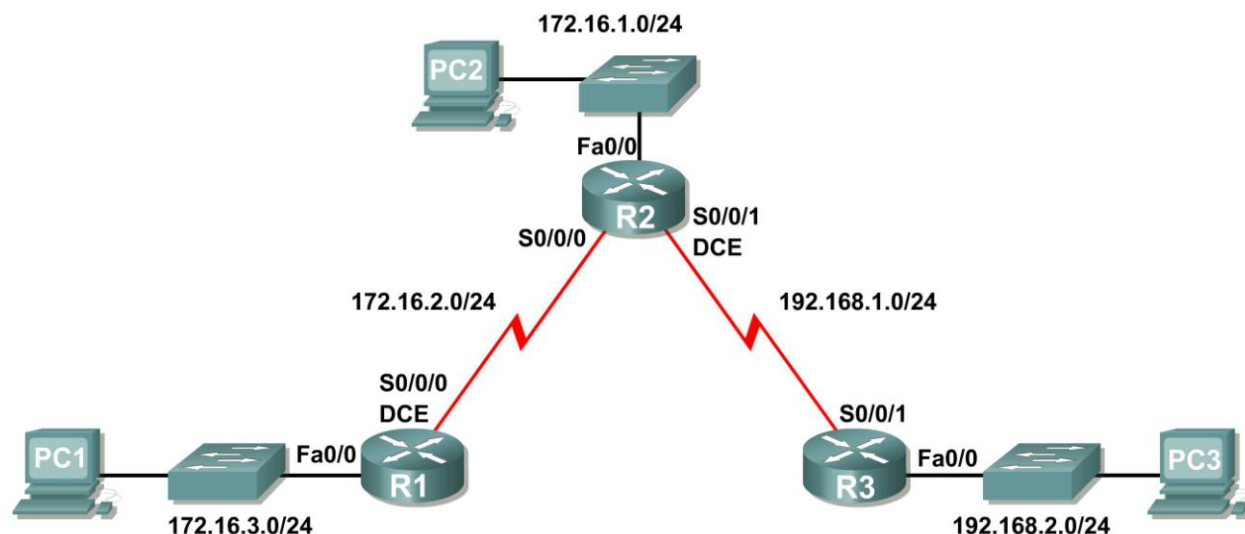 172.16.1.0/24
PC2
Fa0/0
R2
S0/0/0
S0/0/1
DCE
172.16.2.0/24
192.168.1.0/24
S0/0/0
DCE
S0/0/1
PC1
Fa0/0
R1
R3
Fa0/0
PC3
172.16.3.0/24
192.168.2.0/24